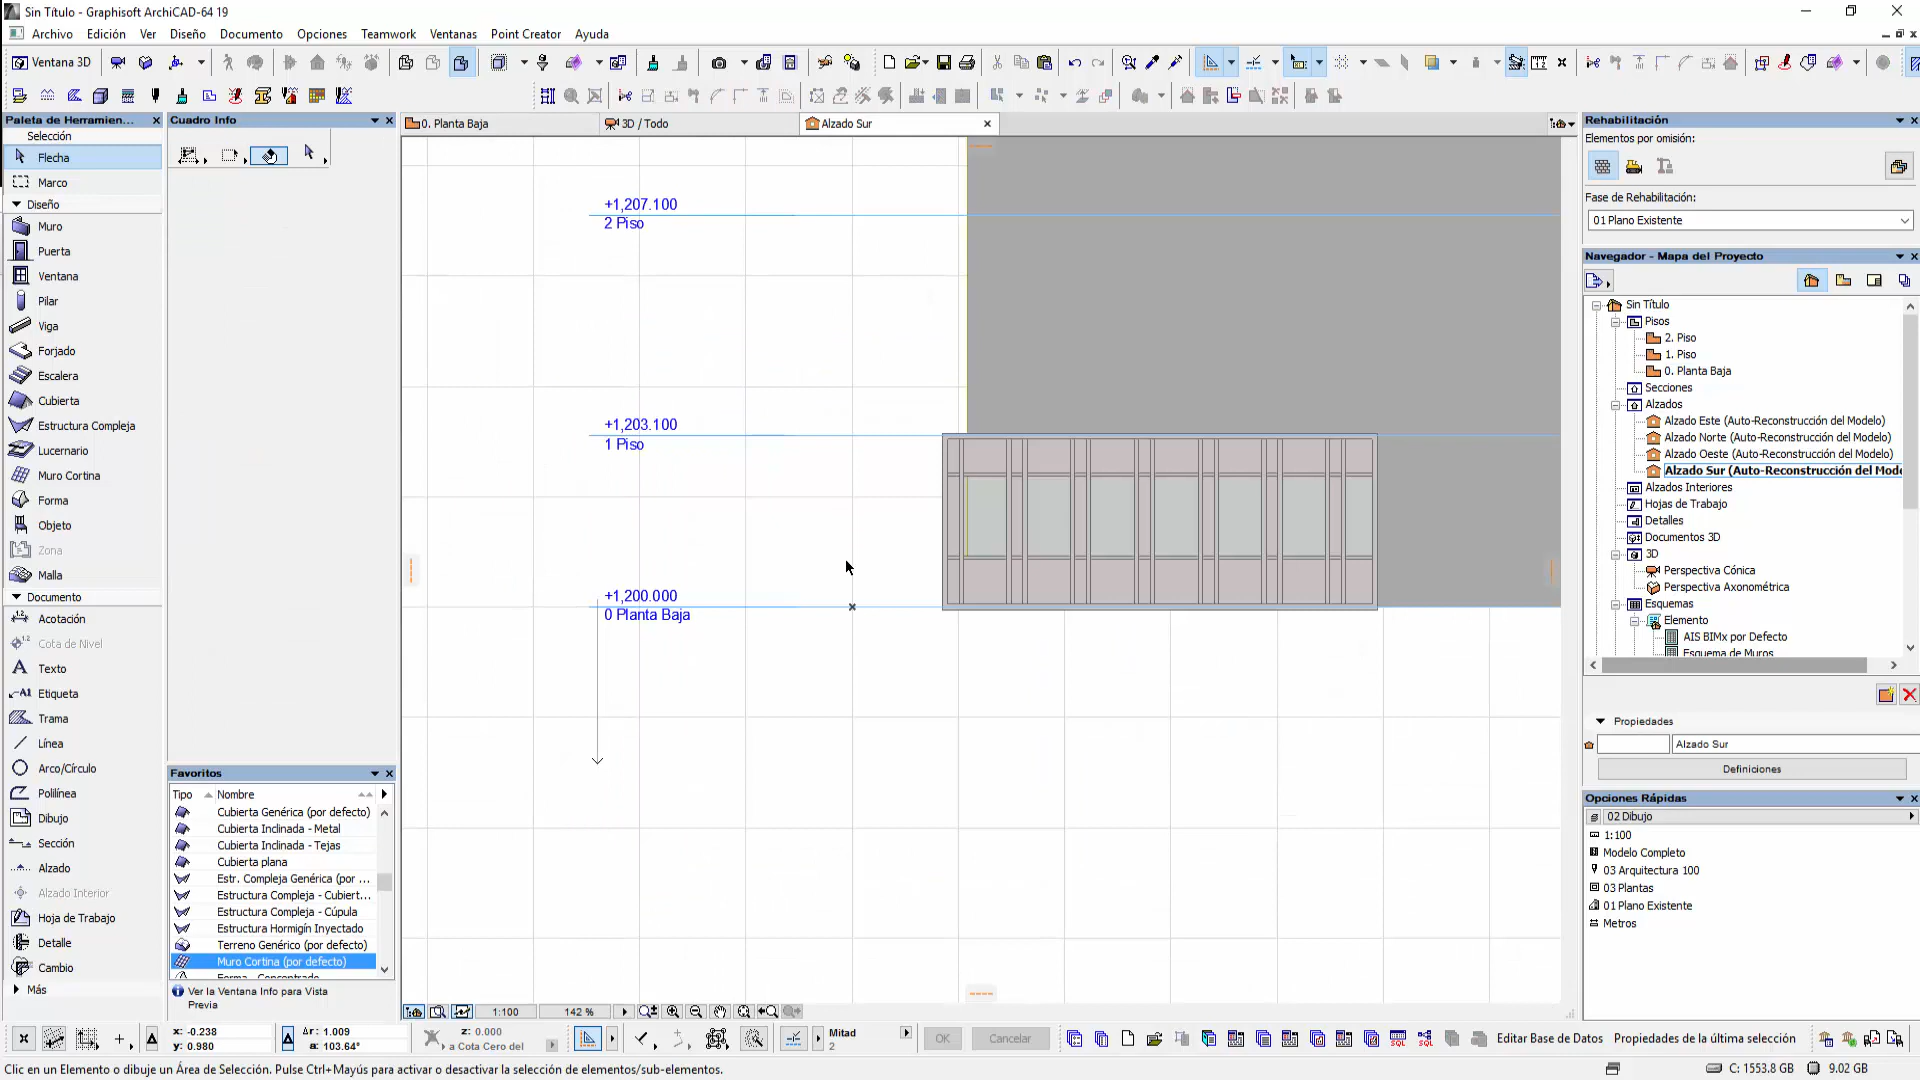 Sin Título - Graphisoft ArchiCAD-64 19
Archivo Edición Ver Diseño Documento Opciones Teamwork Ventanas Point Creator Ayuda
Ventana 3D
Paleta de Herramien...
Selección
Flecha
Marco
Diseño
Muro
Puerta
Ventana
Pilar
Viga
Forjado
Escalera
Cubierta
Estructura Compleja
Lucernario
Muro Cortina
Forma
Objeto
Zona
Malla
Documento
Acotación
Cota de Nivel
Texto
Etiqueta
Trama
Línea
Arco/Círculo
Polilínea
Dibujo
Sección
Alzado
Alzado Interior
Hoja de Trabajo
Detalle
Cambio
Más
Cuadro Info
Favoritos
Tipo Nombre
Cubierta Genérica (por defecto)
Cubierta Inclinada - Metal
Cubierta Inclinada - Tejas
Cubierta plana
Estr. Compleja Genérica (por ...
Estructura Compleja - Cubiert...
Estructura Compleja - Cúpula
Estructura Hormigín Inyectado
Terreno Genérico (por defecto)
Muro Cortina (por defecto)
Forma - Concentrado
Ver la Ventana Info para Vista
Previa
0. Planta Baja
3D / Todo
Alzado Sur
+1,207.100
2 Piso
+1,203.100
1 Piso
+1,200.000
0 Planta Baja
1:100
142 %
Rehabilitación
Elementos por omisión:
Fase de Rehabilitación:
01 Plano Existente
Navegador - Mapa del Proyecto
Sin Título
Pisos
2. Piso
1. Piso
0. Planta Baja
Secciones
Alzados
Alzado Este (Auto-Reconstrucción del Modelo)
Alzado Norte (Auto-Reconstrucción del Modelo)
Alzado Oeste (Auto-Reconstrucción del Modelo)
Alzado Sur (Auto-Reconstrucción del Mode
Alzados Interiores
Hojas de Trabajo
Detalles
Documentos 3D
3D
Perspectiva Cónica
Perspectiva Axonométrica
Esquemas
Elemento
AIS BIMx por Defecto
Esquema de Muros
Propiedades
Alzado Sur
Definiciones
Opciones Rápidas
02 Dibujo
1:100
Modelo Completo
03 Arquitectura 100
03 Plantas
01 Plano Existente
Metros
x: -0.238
y: 0.980
Δr: 1.009
a: 103.64°
z: 0.000
a Cota Cero del
Mitad
2
OK
Cancelar
Editar Base de Datos
Propiedades de la última selección
Clic en un Elemento o dibuje un Área de Selección. Pulse Ctrl+Mayús para activar o desactivar la selección de elementos/sub-elementos.
C: 1553.8 GB
9.02 GB